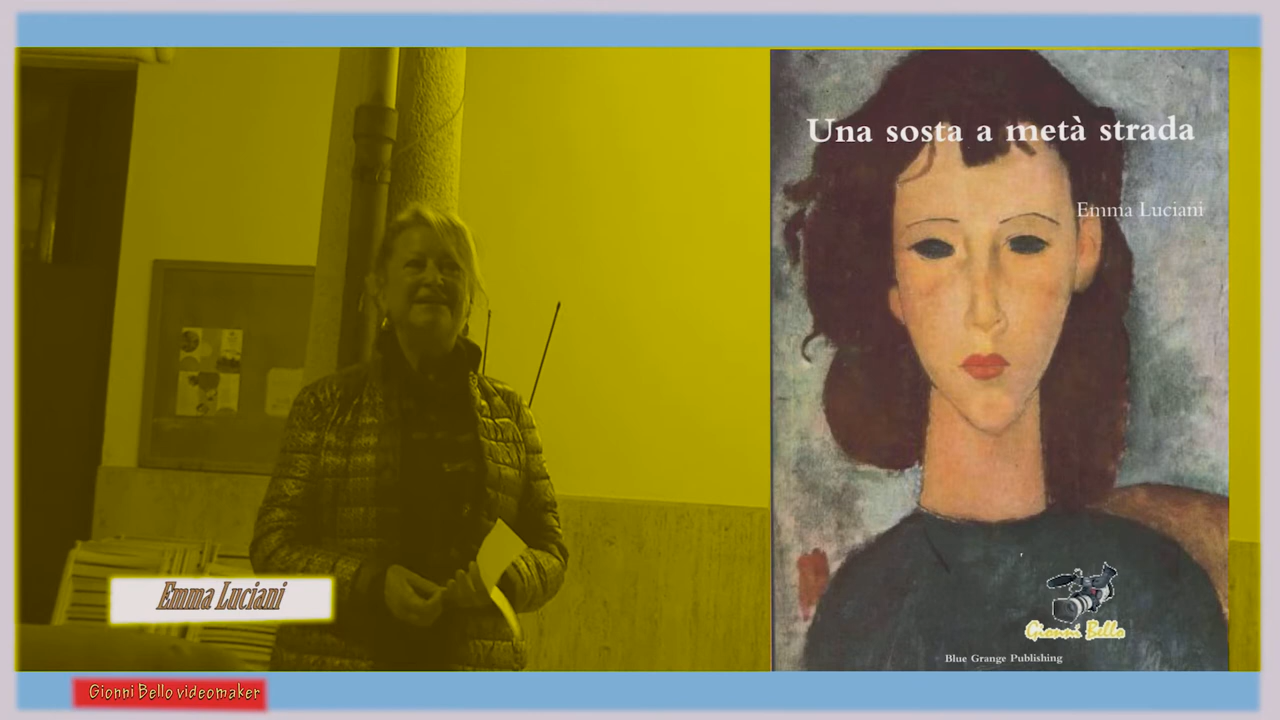 Una sosta a metà strada
Emma Luciani
Emma Luciani
Gionni Bello
Blue Grange Publishing
Gionni Bello videomaker